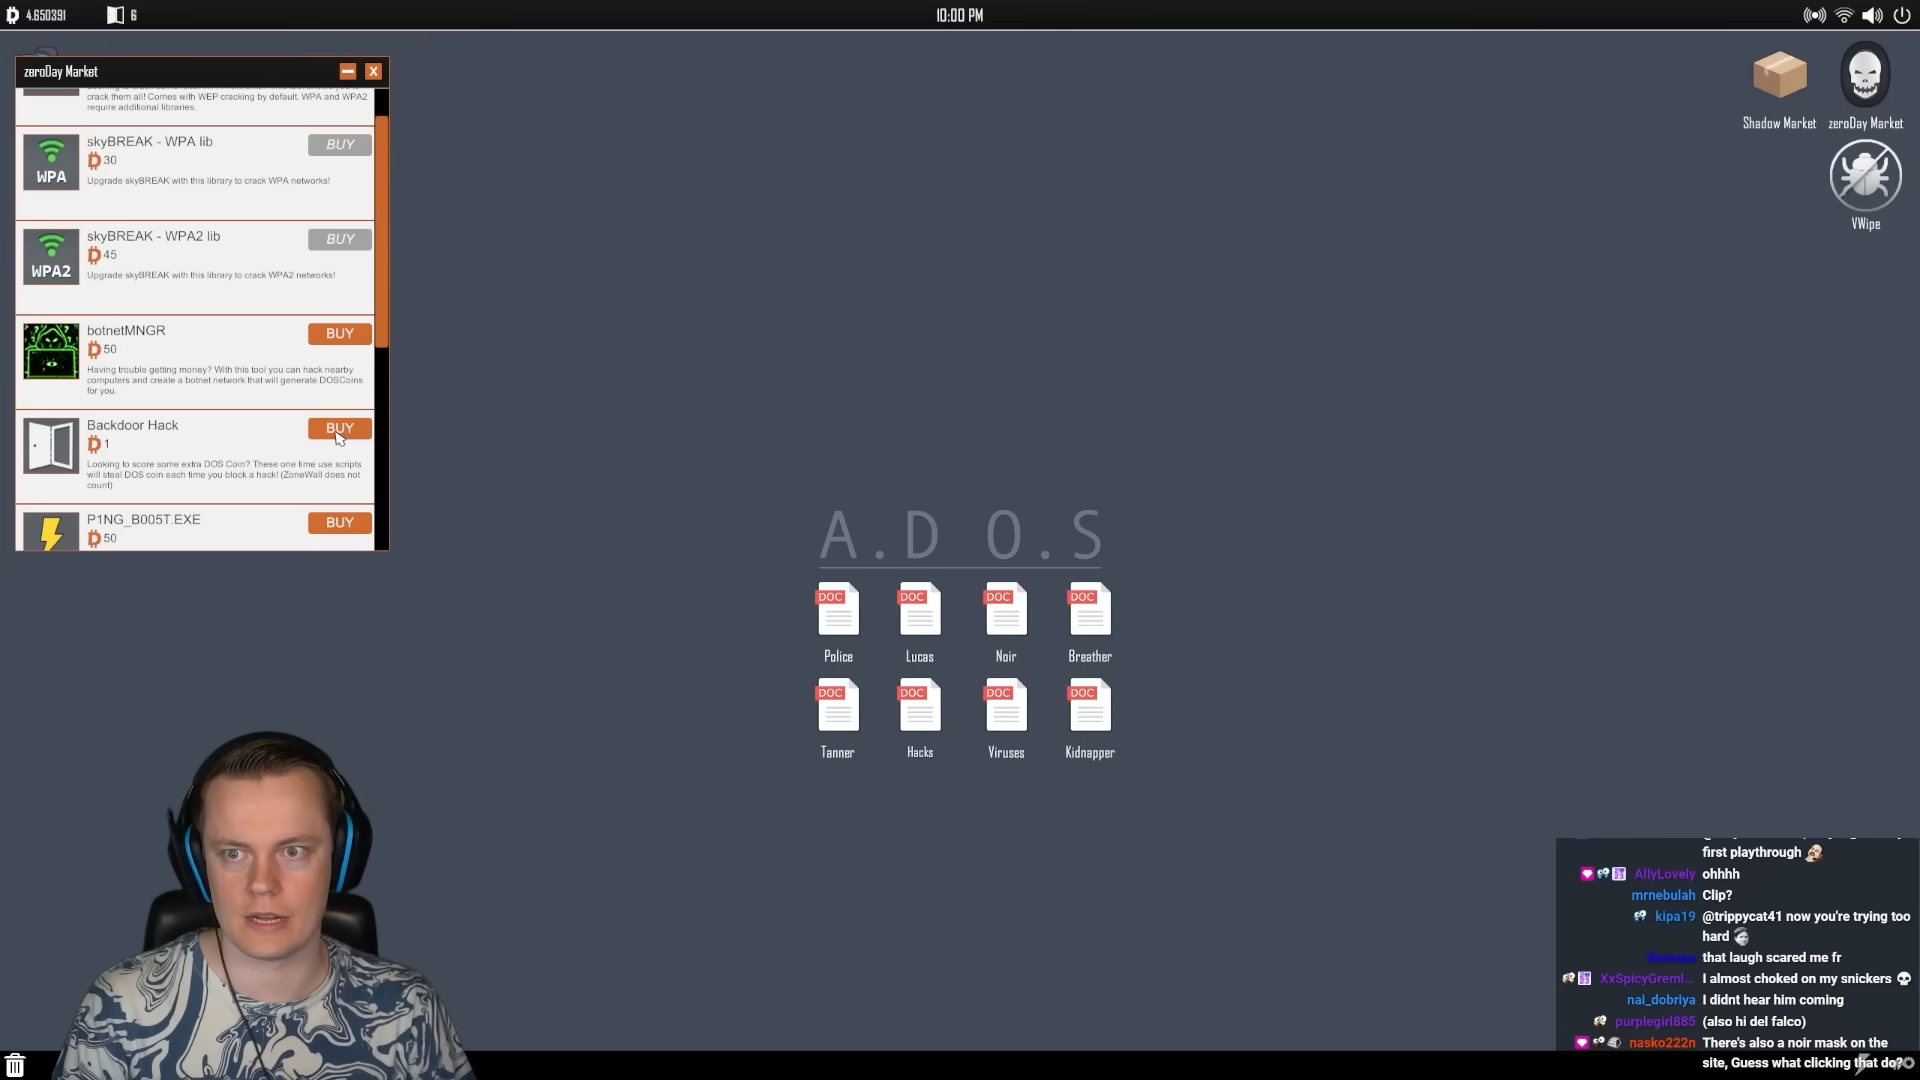 4.650391
6
10:00 PM
zeroDay Market
crack them all! Comes with WEP cracking by default. WPA and WPA2
require additional libraries.
skyBREAK - WPA lib
BUY
30
WPA
Upgrade skyBREAK with this library to crack WPA networks!
skyBREAK - WPA2 lib
BUY
45
WPA2
Upgrade skyBREAK with this library to crack WPA2 networks!
botnetMNGR
BUY
50
Having trouble getting money? With this tool you can hack nearby
computers and create a botnet network that will generate DOSCoins
for you.
Backdoor Hack
BUY
1
Looking to score some extra DOS Coin? These one time use scripts
will steal DOS coin each time you block a hack! (ZoneWall does not
count)
P1NG_B005T.EXE
BUY
50
Shadow Market
zeroDay Market
VWipe
A.D O.S
DOC
DOC
DOC
DOC
Police
Lucas
Noir
Breather
DOC
DOC
DOC
DOC
Tanner
Hacks
Viruses
Kidnapper
first playthrough
AllyLovely ohhhh
mrnebulah Clip?
kipa19 @trippycat41 now you're trying too
hard
that laugh scared me fr
XxSpicyGreml... I almost choked on my snickers
nai_dobriya I didnt hear him coming
purplegirl885 (also hi del falco)
nasko222n There's also a noir mask on the
site, Guess what clicking that do?